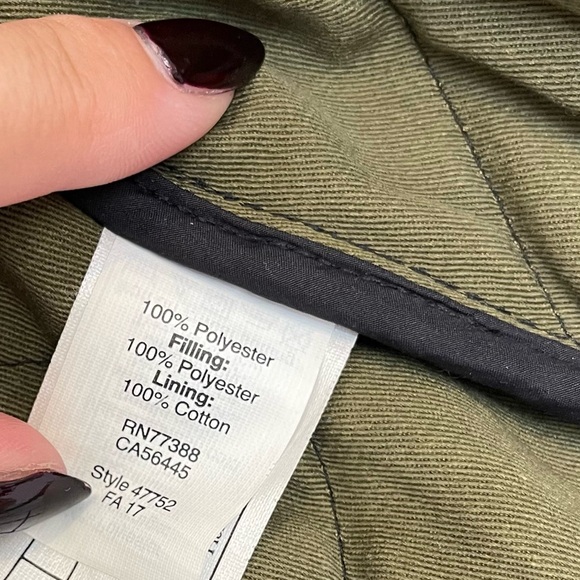 100% Polyester
Filling:
100% Polyester
Lining:
100% Cotton
RN77388
CA56445
Style 47752
FA 17